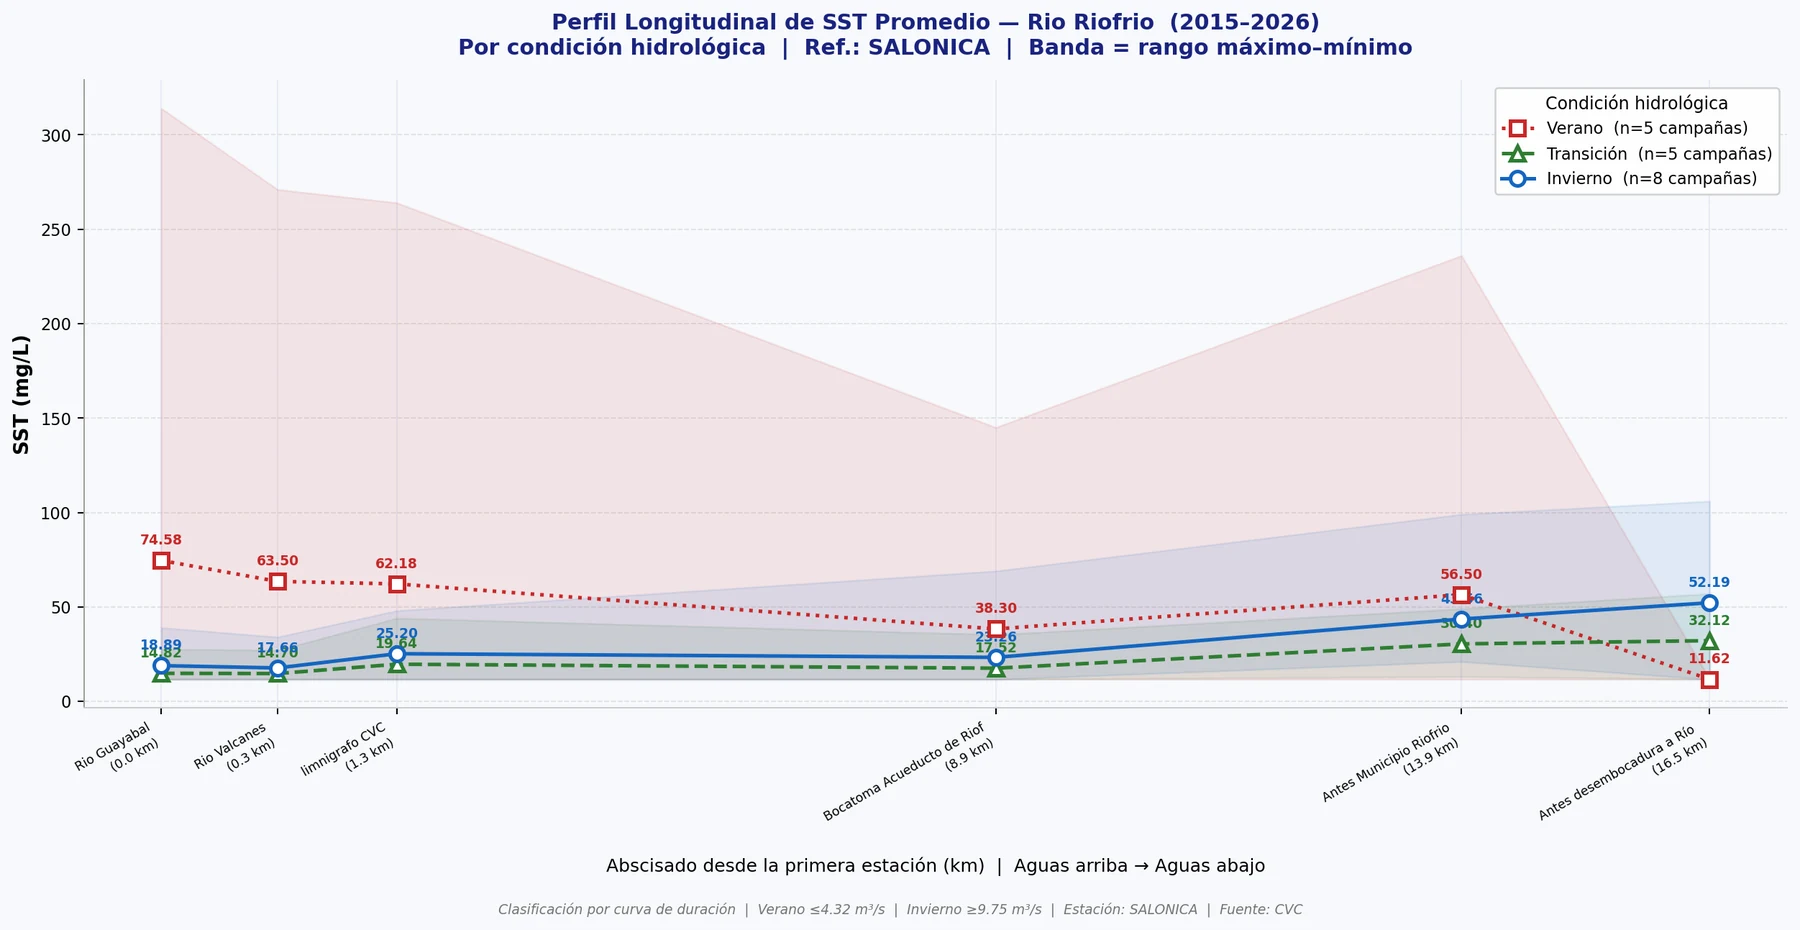 Perfil Longitudinal de SST Promedio — Rio Riofrio (2015–2026)
Por condición hidrológica | Ref.: SALONICA | Banda = rango máximo–mínimo
SST (mg/L)
300
250
200
150
100
50
0
Condición hidrológica
Verano (n=5 campañas)
Transición (n=5 campañas)
Invierno (n=8 campañas)
74.58
63.50
62.18
38.30
56.50
11.62
18.89
17.66
25.20
23.26
52.19
14.82
14.70
19.64
17.52
30.40
32.12
Rio Guayabal
(0.0 km)
Rio Valcanes
(0.3 km)
limnigrafo CVC
(1.3 km)
Bocatoma Acueducto de Riof
(8.9 km)
Antes Municipio Riofrio
(13.9 km)
Antes desembocadura a Río
(16.5 km)
Abscisado desde la primera estación (km) | Aguas arriba → Aguas abajo
Clasificación por curva de duración | Verano ≤4.32 m³/s | Invierno ≥9.75 m³/s | Estación: SALONICA | Fuente: CVC